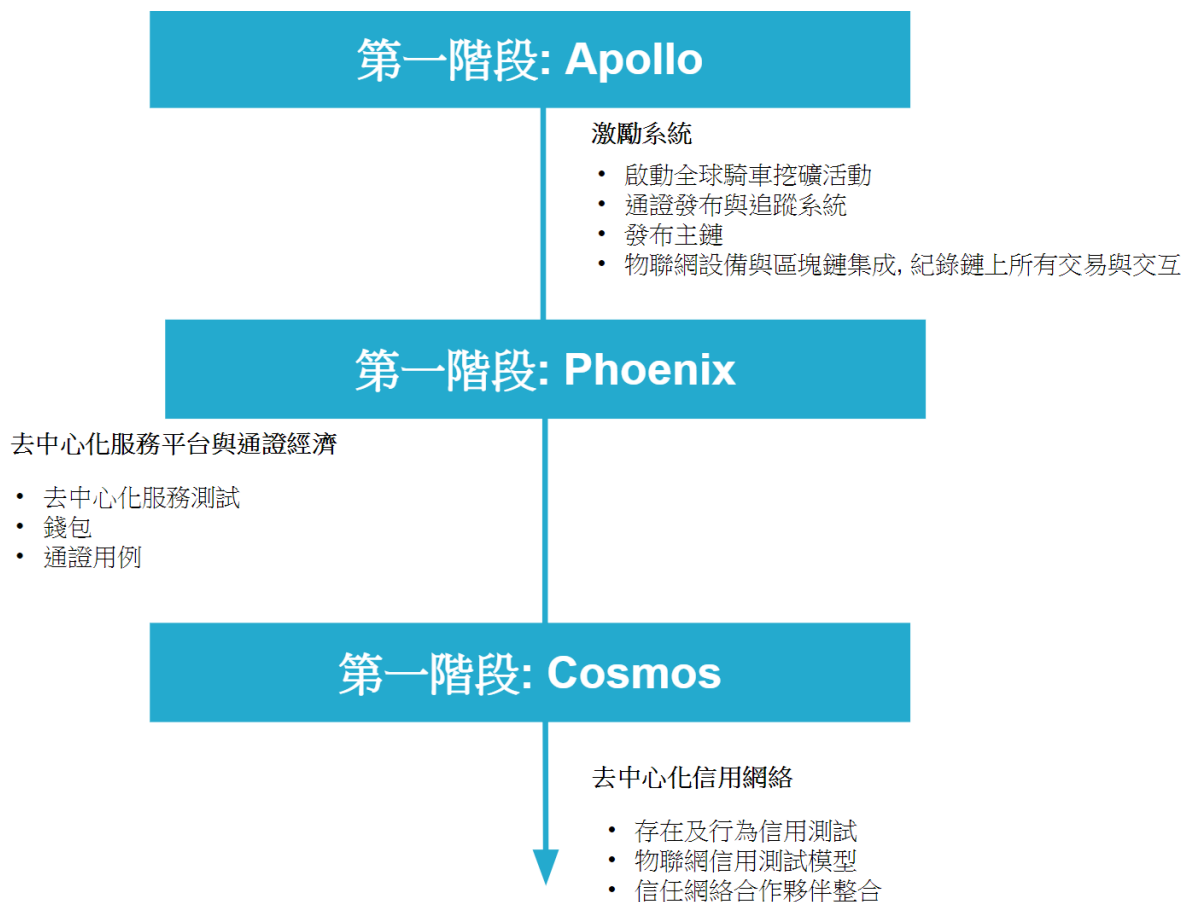 第一階段: Apollo
激勵系統
• 啟動全球騎車挖礦活動
• 通證發布與追蹤系統
• 發布主鏈
• 物聯網設備與區塊鏈集成, 紀錄鏈上所有交易與交互
第一階段: Phoenix
去中心化服務平台與通證經濟
• 去中心化服務測試
• 錢包
• 通證用例
第一階段: Cosmos
去中心化信用網絡
• 存在及行為信用測試
• 物聯網信用測試模型
• 信任網絡合作夥伴整合